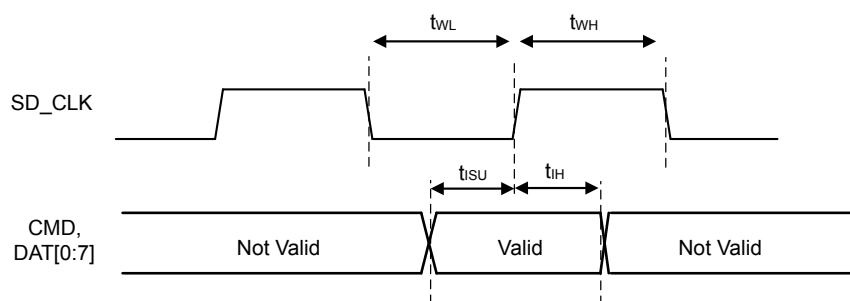 tWL
tWH
SD_CLK
tISU
tIH
CMD,
DAT[0:7]
Not Valid
Valid
Not Valid